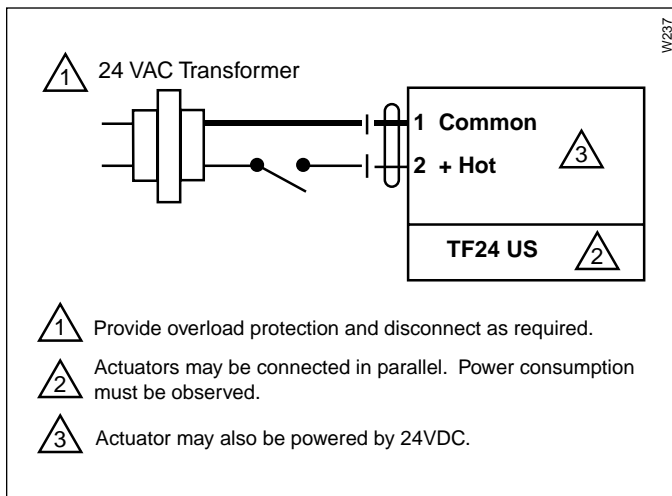 W237
1 24 VAC Transformer
1 Common
2 + Hot
3
TF24 US 2
1 Provide overload protection and disconnect as required.
2 Actuators may be connected in parallel. Power consumption
must be observed.
3 Actuator may also be powered by 24VDC.